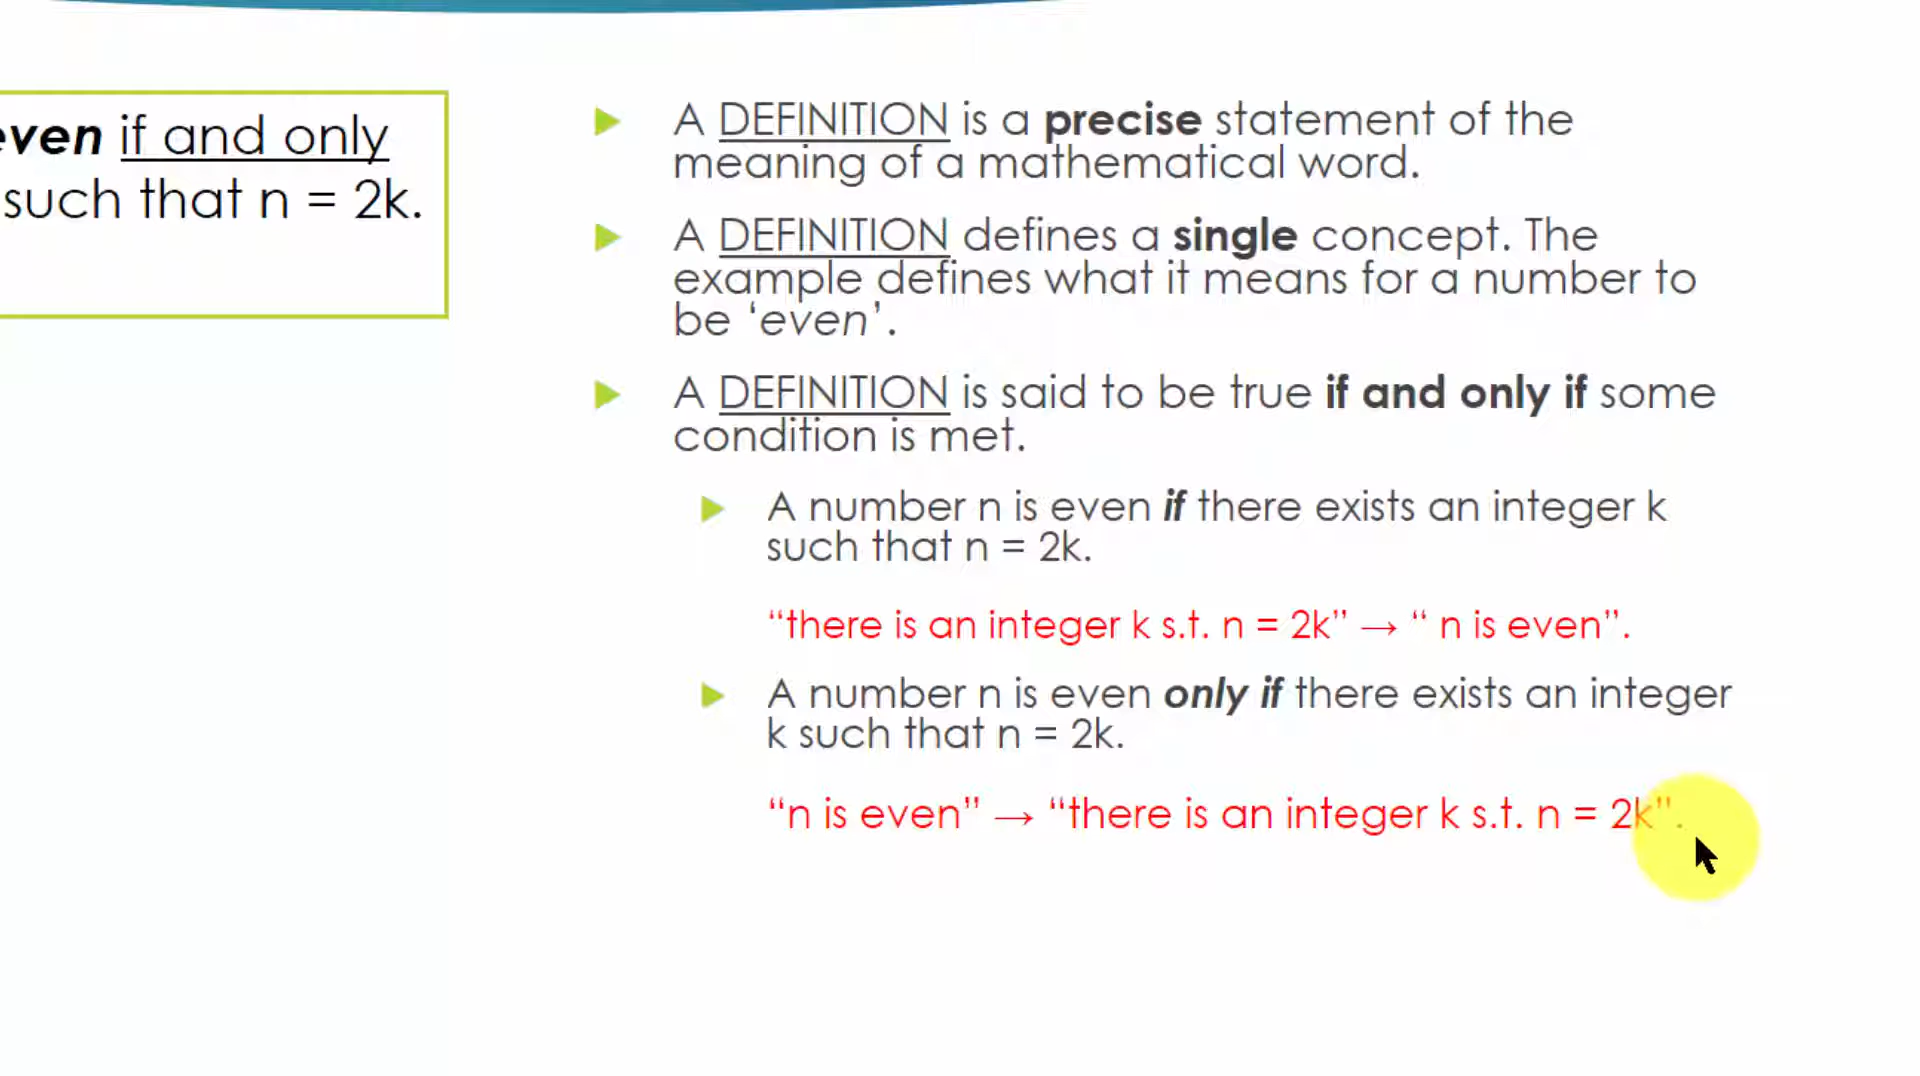 even if and only
such that n = 2k.
A DEFINITION is a precise statement of the
meaning of a mathematical word.
A DEFINITION defines a single concept. The
example defines what it means for a number to
be ‘even’.
A DEFINITION is said to be true if and only if some
condition is met.
A number n is even if there exists an integer k
such that n = 2k.
“there is an integer k s.t. n = 2k” → “ n is even”.
A number n is even only if there exists an integer
k such that n = 2k.
“n is even” → “there is an integer k s.t. n = 2k”.